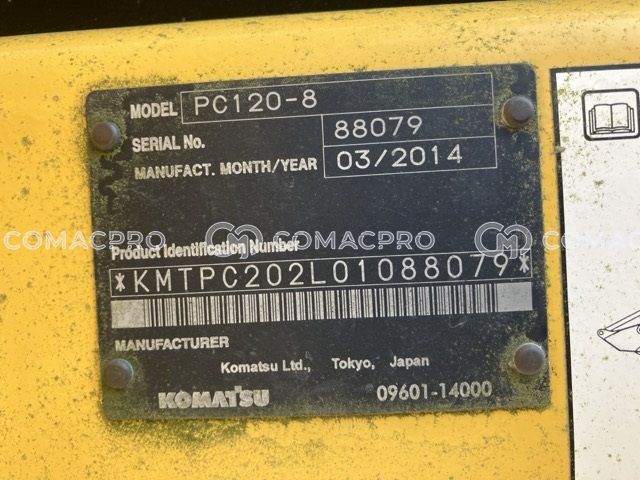 MODEL PC120-8
SERIAL No. 88079
MANUFACT. MONTH/YEAR 03/2014
COMACPRO COMACPRO COMACPRO
Product Identification Number
*KMTPC202L01088079*
MANUFACTURER
Komatsu Ltd., Tokyo, Japan
KOMATSU 09601-14000